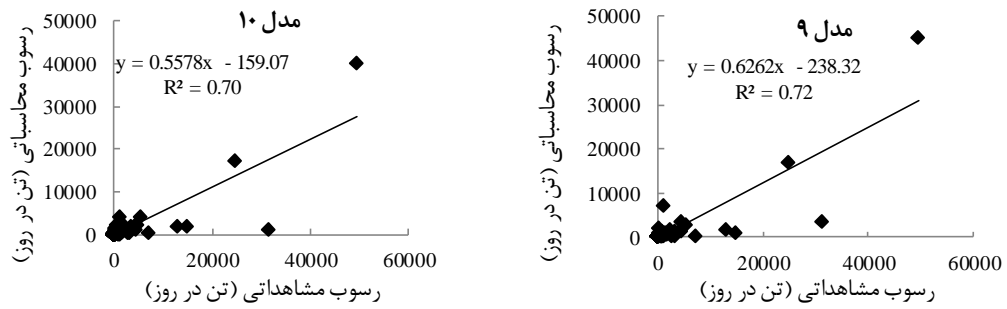 مدل ۱۰
y = 0.5578x - 159.07
R² = 0.70
50000
40000
30000
20000
10000
0
0 20000 40000 60000
رسوب محاسباتی (تن در روز)
رسوب مشاهداتی (تن در روز)
مدل ۹
y = 0.6262x - 238.32
R² = 0.72
50000
40000
30000
20000
10000
0
0 20000 40000 60000
رسوب محاسباتی (تن در روز)
رسوب مشاهداتی (تن در روز)